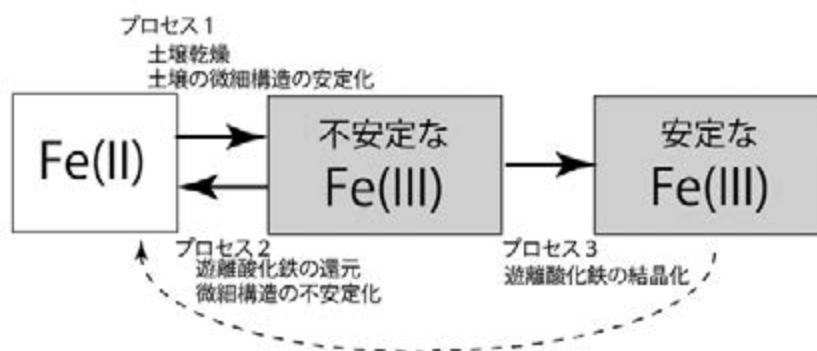 プロセス1
土壌乾燥
土壌の微細構造の安定化
Fe(II)
不安定な
Fe(III)
安定な
Fe(III)
プロセス2
遊離酸化鉄の還元
微細構造の不安定化
プロセス3
遊離酸化鉄の結晶化